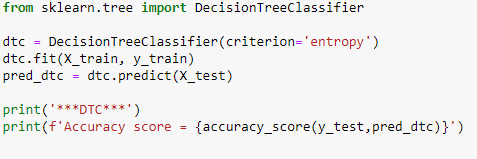 from sklearn.tree import DecisionTreeClassifier
dtc = DecisionTreeClassifier(criterion='entropy')
dtc.fit(X_train, y_train)
pred_dtc = dtc.predict(X_test)
print('***DTC***')
print(f'Accuracy score = {accuracy_score(y_test,pred_dtc)}')